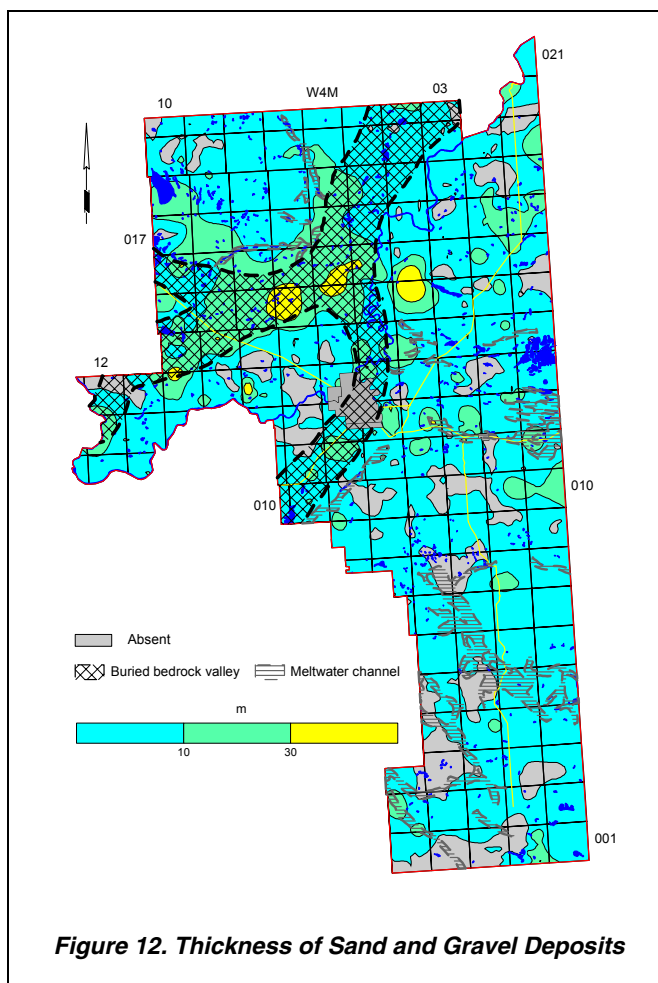 021
W4M
10
03
017
12
010
010
Absent
Buried bedrock valley
Meltwater channel
m
10
30
001
Figure 12. Thickness of Sand and Gravel Deposits